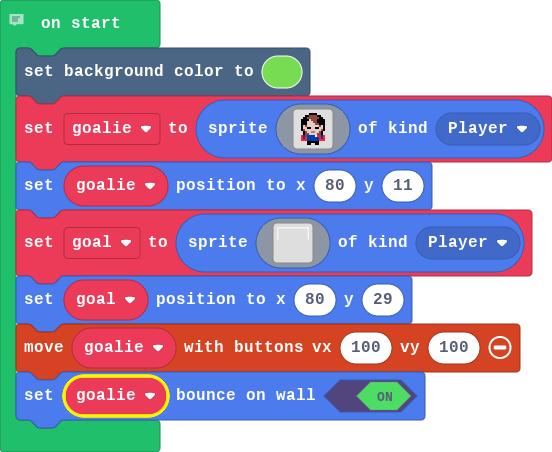 on start
set background color to
set goalie to sprite of kind Player
set goalie position to x 80 y 11
set goal to sprite of kind Player
set goal position to x 80 y 29
move goalie with buttons vx 100 vy 100
set goalie bounce on wall ON